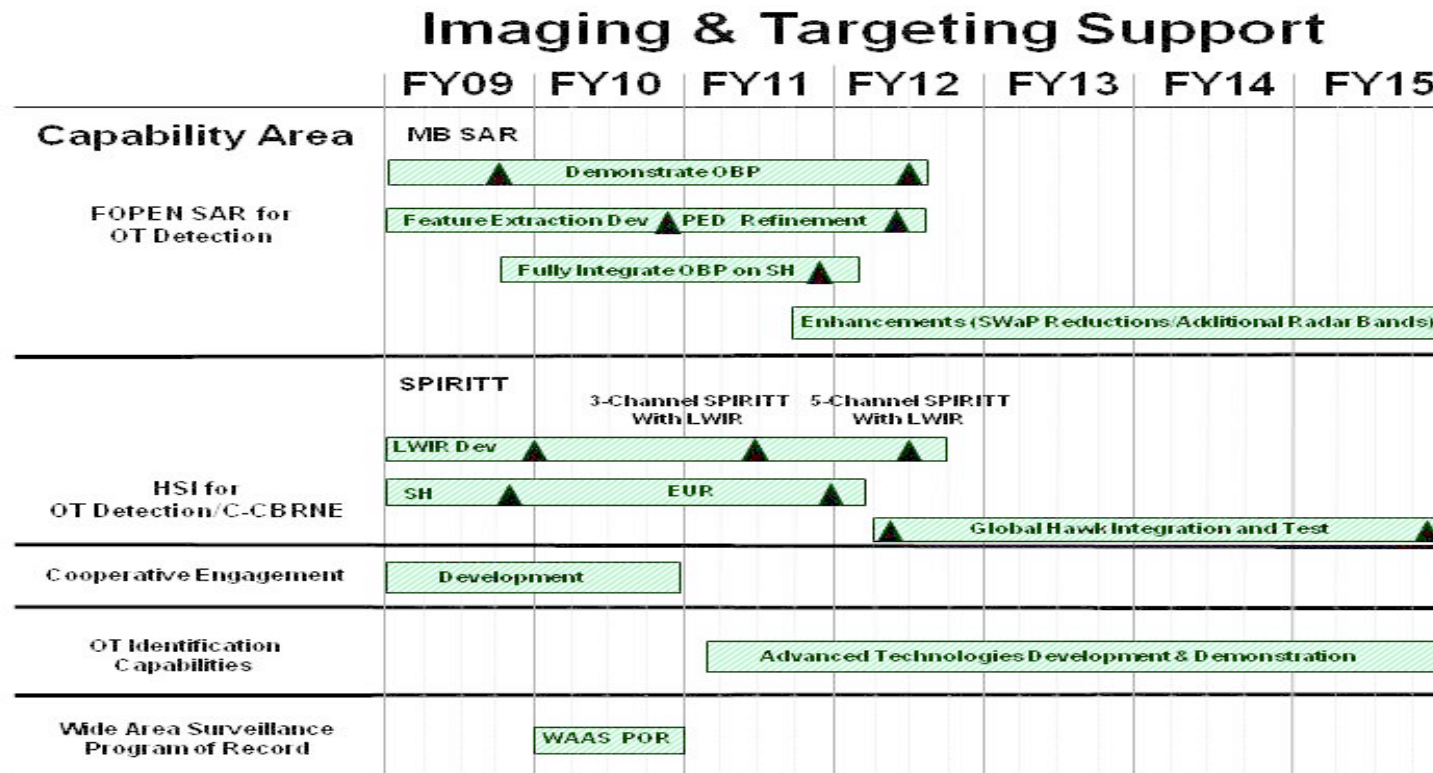 Imaging & Targeting Support
FY09 FY10 FY11 FY12 FY13 FY14 FY15
Capability Area
MB SAR
Demonstrate OBP
FOPEN SAR for
OT Detection
Feature Extraction Dev PED Refinement
Fully Integrate OBP on SH
Enhancements (SWaP Reductions/Additional Radar Bands)
SPIRITT
3-Channel SPIRITT
With LWIR
5-Channel SPIRITT
With LWIR
LWIR Dev
HSI for
OT Detection/C-CBRNE
SH EUR
Global Hawk Integration and Test
Cooperative Engagement
Development
OT Identification
Capabilities
Advanced Technologies Development & Demonstration
Wide Area Surveillance
Program of Record
WAAS POR